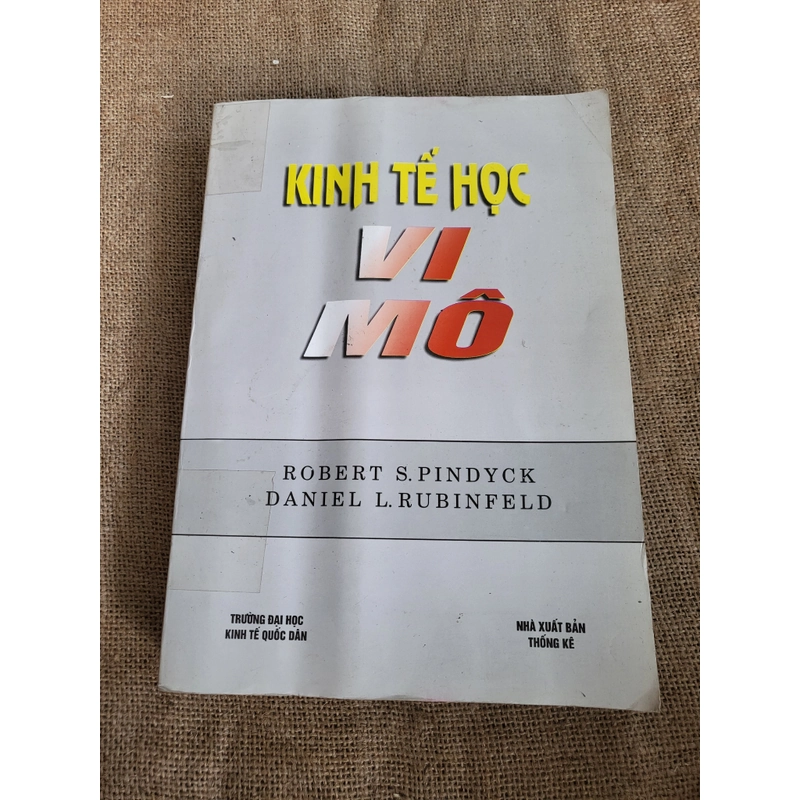 KINH TẾ HỌC
VI
MÔ
ROBERT S. PINDYCK
DANIEL L. RUBINFELD
TRƯỜNG ĐẠI HỌC
KINH TẾ QUỐC DÂN
NHÀ XUẤT BẢN
THỐNG KÊ